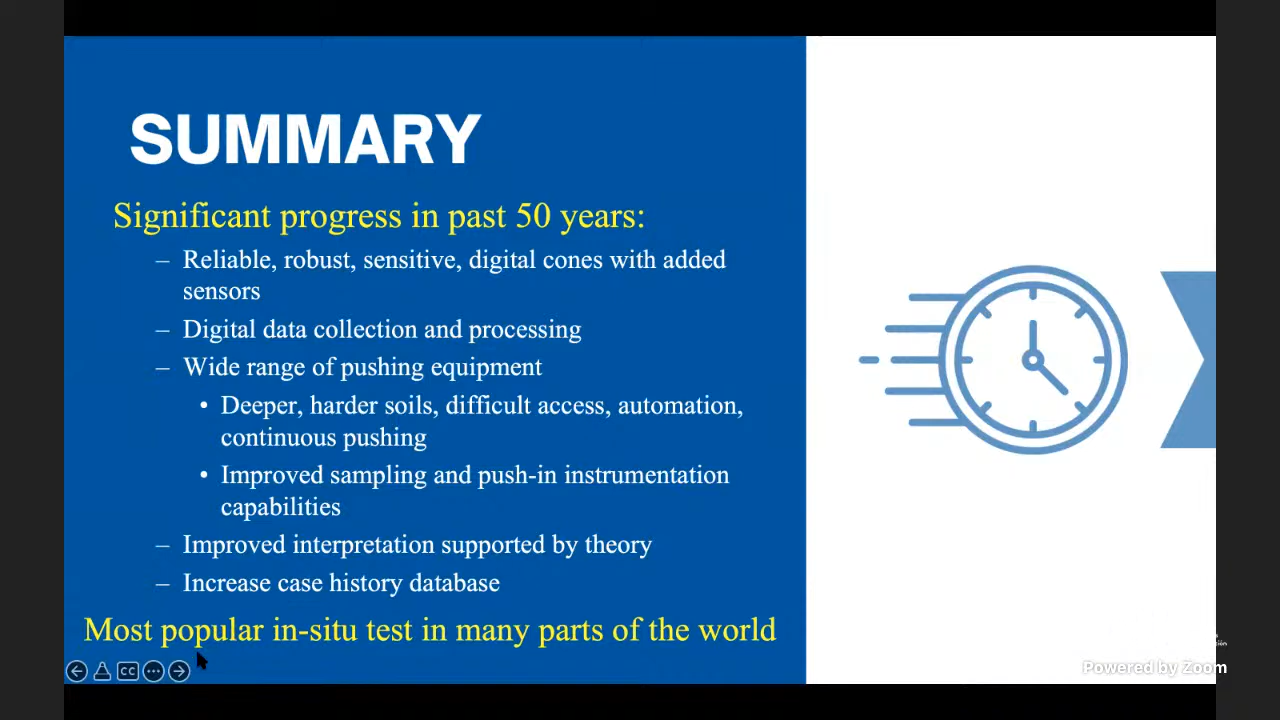 SUMMARY
Significant progress in past 50 years:
– Reliable, robust, sensitive, digital cones with added
sensors
– Digital data collection and processing
– Wide range of pushing equipment
• Deeper, harder soils, difficult access, automation,
continuous pushing
• Improved sampling and push-in instrumentation
capabilities
– Improved interpretation supported by theory
– Increase case history database
Most popular in-situ test in many parts of the world
CC
Powered by Zoom